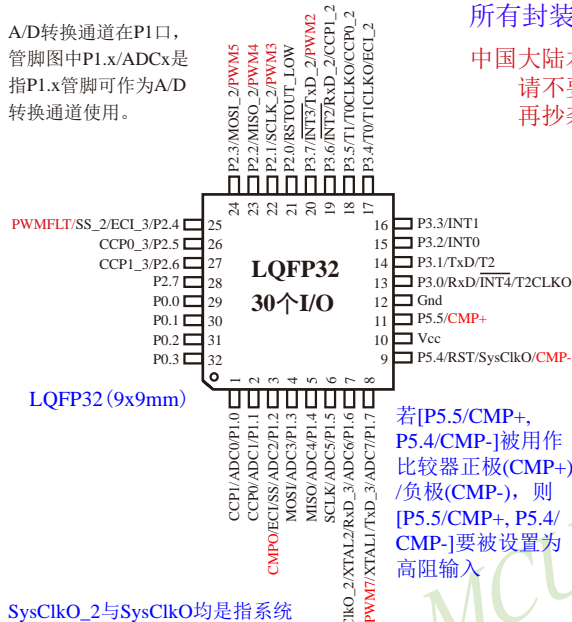 A/D转换通道在P1口,
管脚图中P1.x/ADCx是
指P1.x管脚可作为A/D
转换通道使用。
所有封装
中国大陆本
请不要
再抄袭
P2.3/MOSI_2/PWM5
P2.2/MISO_2/PWM4
P2.1/SCLK_2/PWM3
P2.0/RSTOUT_LOW
P3.7/INT3/TxD_2/PWM2
P3.6/INT2/RxD_2/CCP1_2
P3.5/T1/T0CLKO/CCP0_2
P3.4/T0/T1CLKO/ECI_2
24 23 22 21 20 19 18 17
PWMFLT/SS_2/ECI_3/P2.4 25
CCP0_3/P2.5 26
CCP1_3/P2.6 27
P2.7 28
P0.0 29
P0.1 30
P0.2 31
P0.3 32
LQFP32
30个I/O
16 P3.3/INT1
15 P3.2/INT0
14 P3.1/TxD/T2
13 P3.0/RxD/INT4/T2CLKO
12 Gnd
11 P5.5/CMP+
10 Vcc
9 P5.4/RST/SysClkO/CMP-
1 2 3 4 5 6 7 8
CCP1/ADC0/P1.0
CCP0/ADC1/P1.1
CMPO/ECI/SS/ADC2/P1.2
MOSI/ADC3/P1.3
MISO/ADC4/P1.4
SCLK/ADC5/P1.5
lkO_2/XTAL2/RxD_3/ADC6/P1.6
PWM7/XTAL1/TxD_3/ADC7/P1.7
LQFP32(9x9mm)
若[P5.5/CMP+,
P5.4/CMP-]被用作
比较器正极(CMP+)
/负极(CMP-), 则
[P5.5/CMP+, P5.4/
CMP-]要被设置为
高阻输入
MCU
SysClkO_2与SysClkO均是指系统